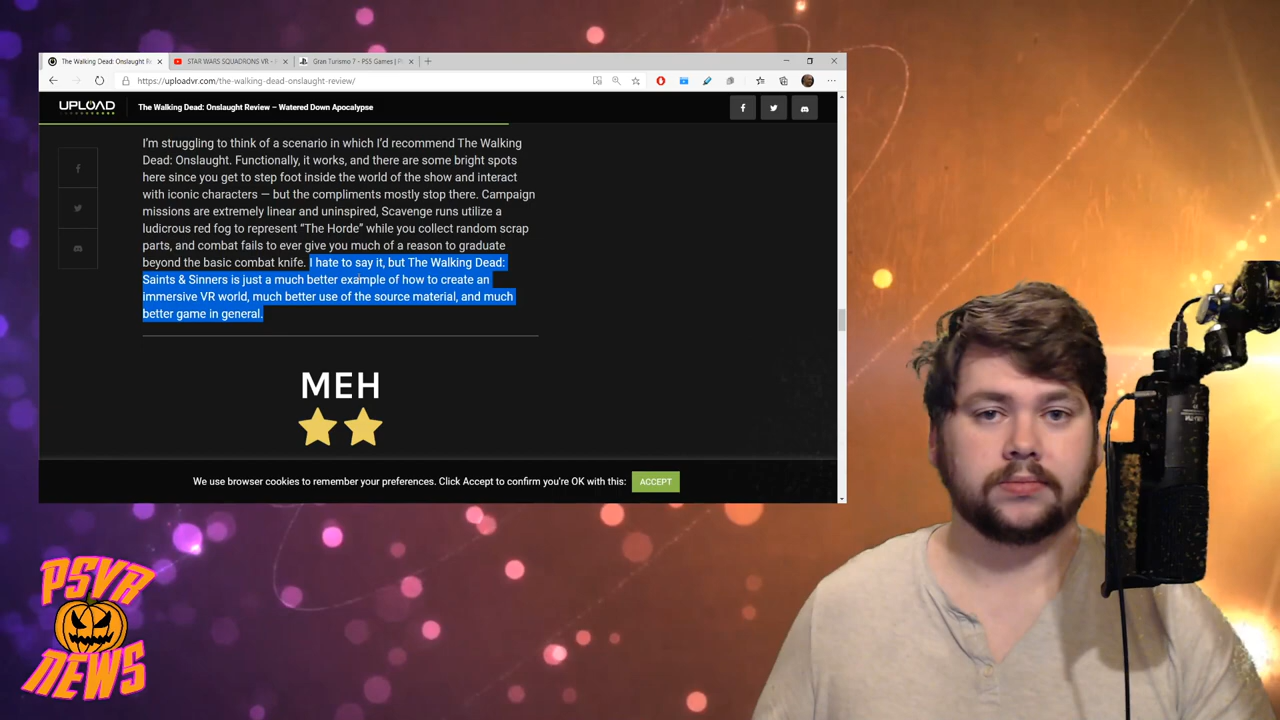 The Walking Dead: Onslaught Re
STAR WARS SQUADRONS VR -
Gran Turismo 7 - PS5 Games |
https://uploadvr.com/the-walking-dead-onslaught-review/
UPLOAD
The Walking Dead: Onslaught Review – Watered Down Apocalypse
I'm struggling to think of a scenario in which I'd recommend The Walking
Dead: Onslaught. Functionally, it works, and there are some bright spots
here since you get to step foot inside the world of the show and interact
with iconic characters — but the compliments mostly stop there. Campaign
missions are extremely linear and uninspired, Scavenge runs utilize a
ludicrous red fog to represent “The Horde” while you collect random scrap
parts, and combat fails to ever give you much of a reason to graduate
beyond the basic combat knife. I hate to say it, but The Walking Dead:
Saints & Sinners is just a much better example of how to create an
immersive VR world, much better use of the source material, and much
better game in general.
MEH
We use browser cookies to remember your preferences. Click Accept to confirm you're OK with this:
ACCEPT
PSVR
NEWS